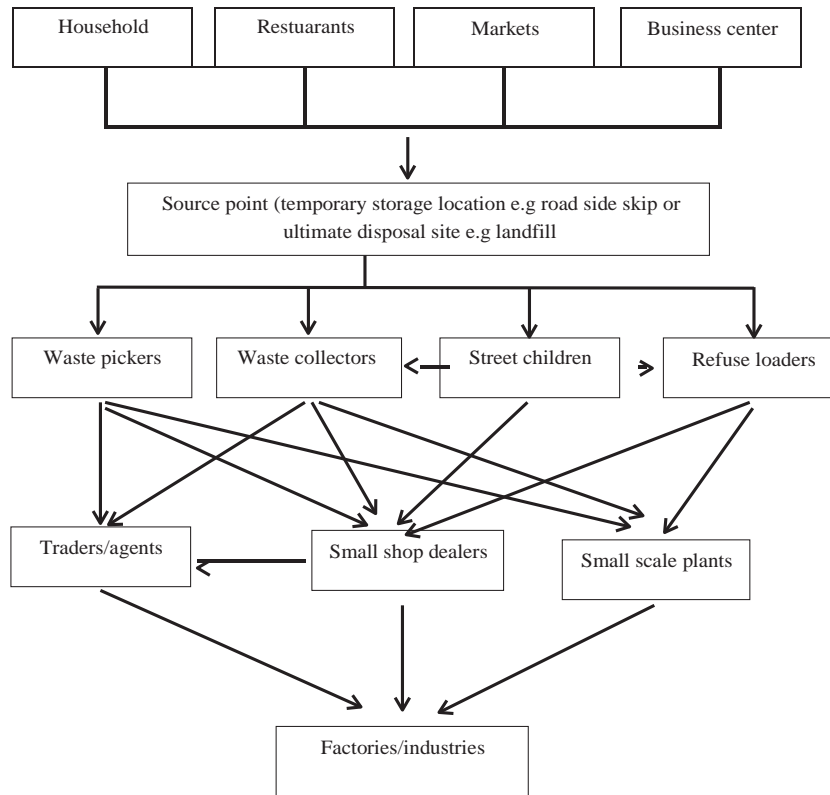 Household
Restuarants
Markets
Business center
Source point (temporary storage location e.g road side skip or
ultimate disposal site e.g landfill
Waste pickers
Waste collectors
Street children
Refuse loaders
Traders/agents
Small shop dealers
Small scale plants
Factories/industries